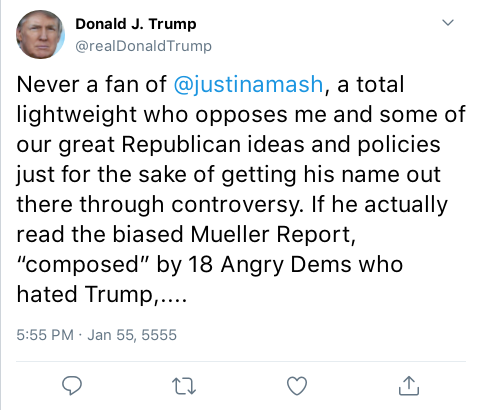 Donald J. Trump
@realDonaldTrump
Never a fan of @justinamash, a total
lightweight who opposes me and some of
our great Republican ideas and policies
just for the sake of getting his name out
there through controversy. If he actually
read the biased Mueller Report,
“composed” by 18 Angry Dems who
hated Trump,....
5:55 PM · Jan 55, 5555